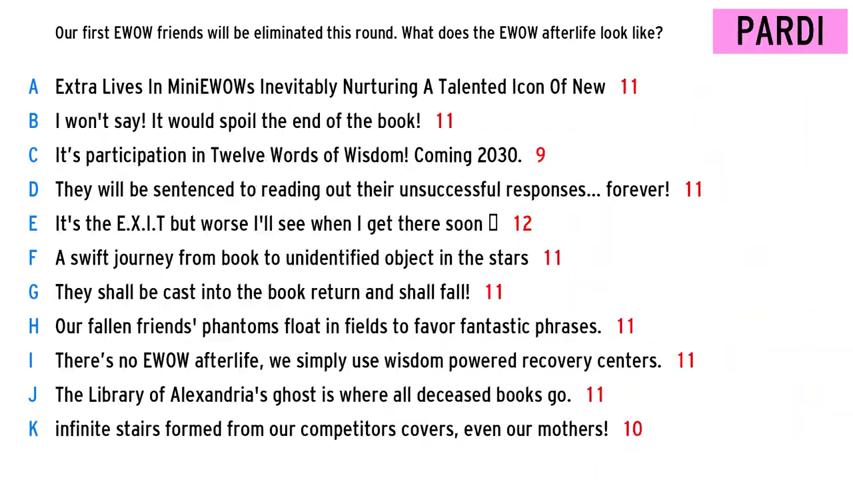 Our first EWOW friends will be eliminated this round. What does the EWOW afterlife look like?
PARDI
A Extra Lives In MiniEWOWs Inevitably Nurturing A Talented Icon Of New 11
B I won't say! It would spoil the end of the book! 11
C It’s participation in Twelve Words of Wisdom! Coming 2030. 9
D They will be sentenced to reading out their unsuccessful responses... forever! 11
E It's the E.X.I.T but worse I'll see when I get there soon 12
F A swift journey from book to unidentified object in the stars 11
G They shall be cast into the book return and shall fall! 11
H Our fallen friends' phantoms float in fields to favor fantastic phrases. 11
I There’s no EWOW afterlife, we simply use wisdom powered recovery centers. 11
J The Library of Alexandria's ghost is where all deceased books go. 11
K infinite stairs formed from our competitors covers, even our mothers! 10